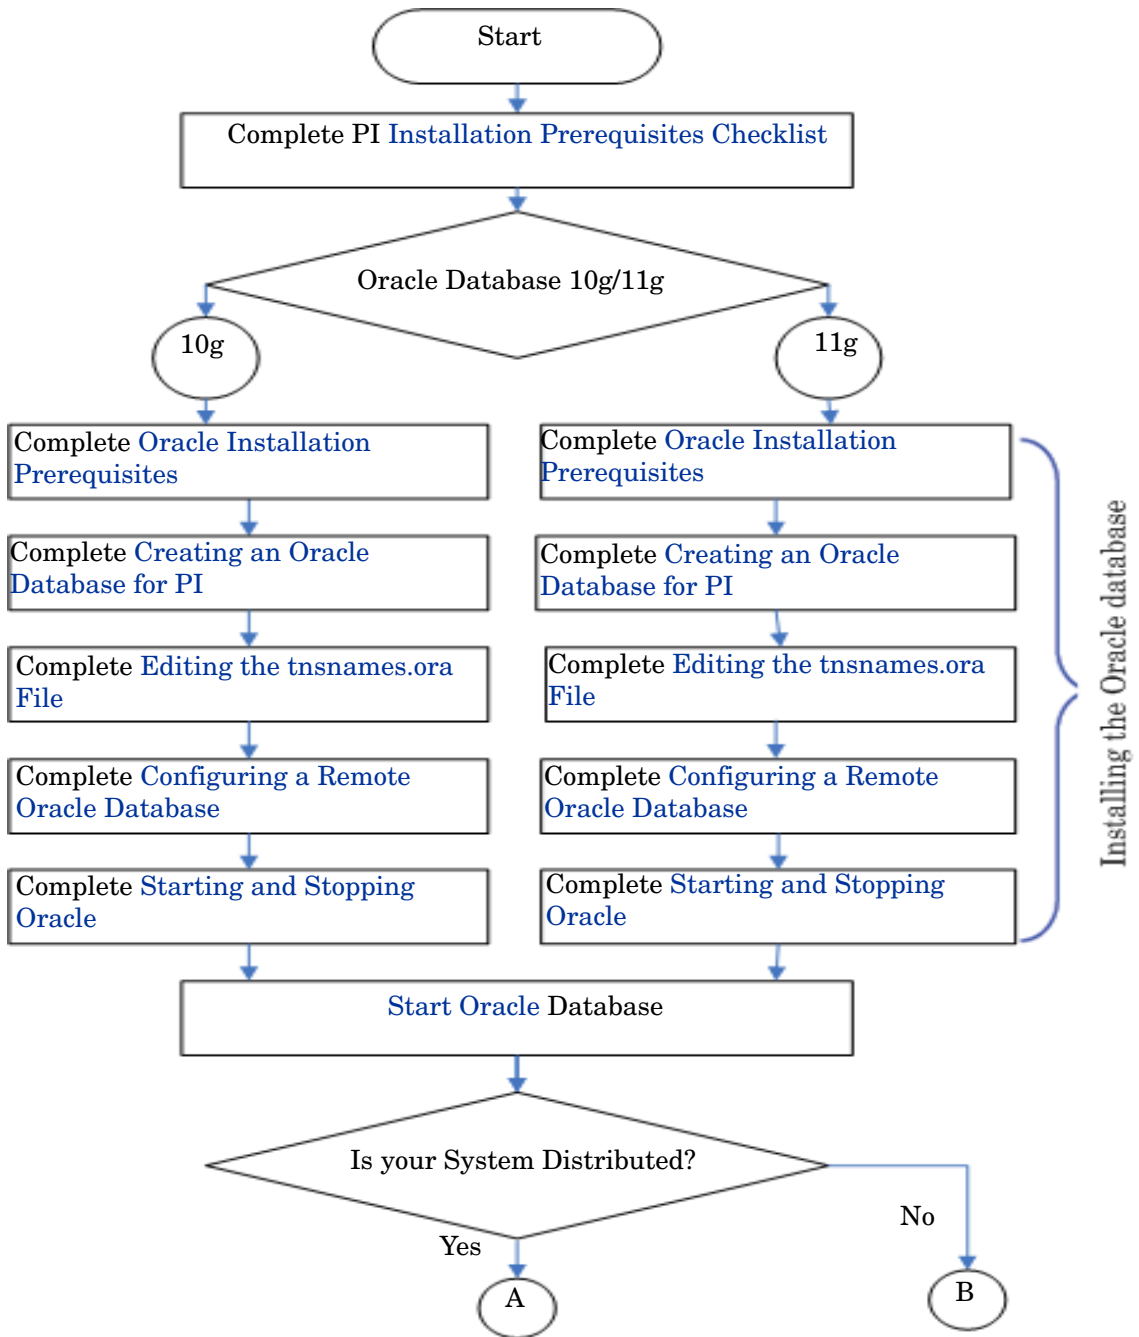 Start
Complete PI Installation Prerequisites Checklist
Oracle Database 10g/11g
10g
11g
Complete Oracle Installation
Prerequisites
Complete Creating an Oracle
Database for PI
Complete Editing the tnsnames.ora
File
Complete Configuring a Remote
Oracle Database
Complete Starting and Stopping
Oracle
Complete Oracle Installation
Prerequisites
Complete Creating an Oracle
Database for PI
Complete Editing the tnsnames.ora
File
Complete Configuring a Remote
Oracle Database
Complete Starting and Stopping
Oracle
Installing the Oracle database
Start Oracle Database
Is your System Distributed?
Yes
No
A
B